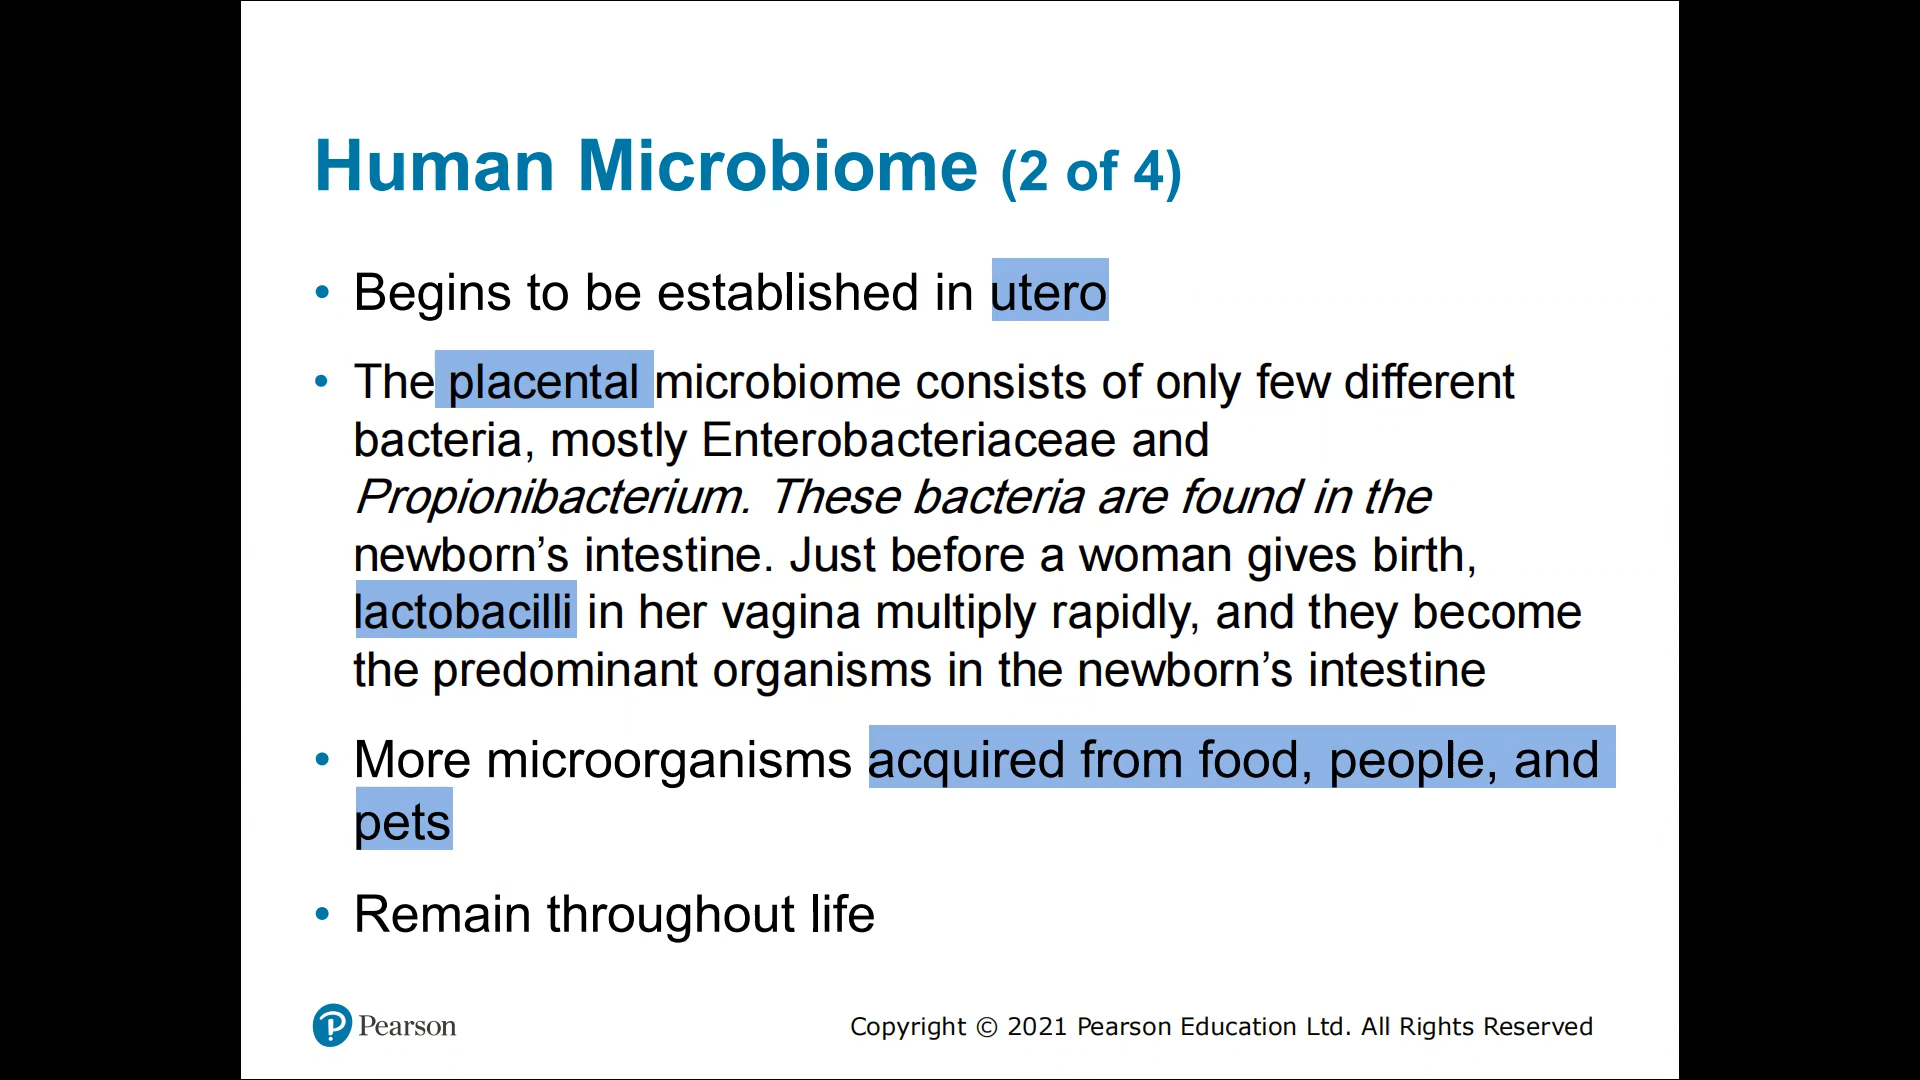 Human Microbiome (2 of 4)
• Begins to be established in utero
• The placental microbiome consists of only few different
bacteria, mostly Enterobacteriaceae and
Propionibacterium. These bacteria are found in the
newborn’s intestine. Just before a woman gives birth,
lactobacilli in her vagina multiply rapidly, and they become
the predominant organisms in the newborn’s intestine
• More microorganisms acquired from food, people, and
pets
• Remain throughout life
Pearson
Copyright © 2021 Pearson Education Ltd. All Rights Reserved